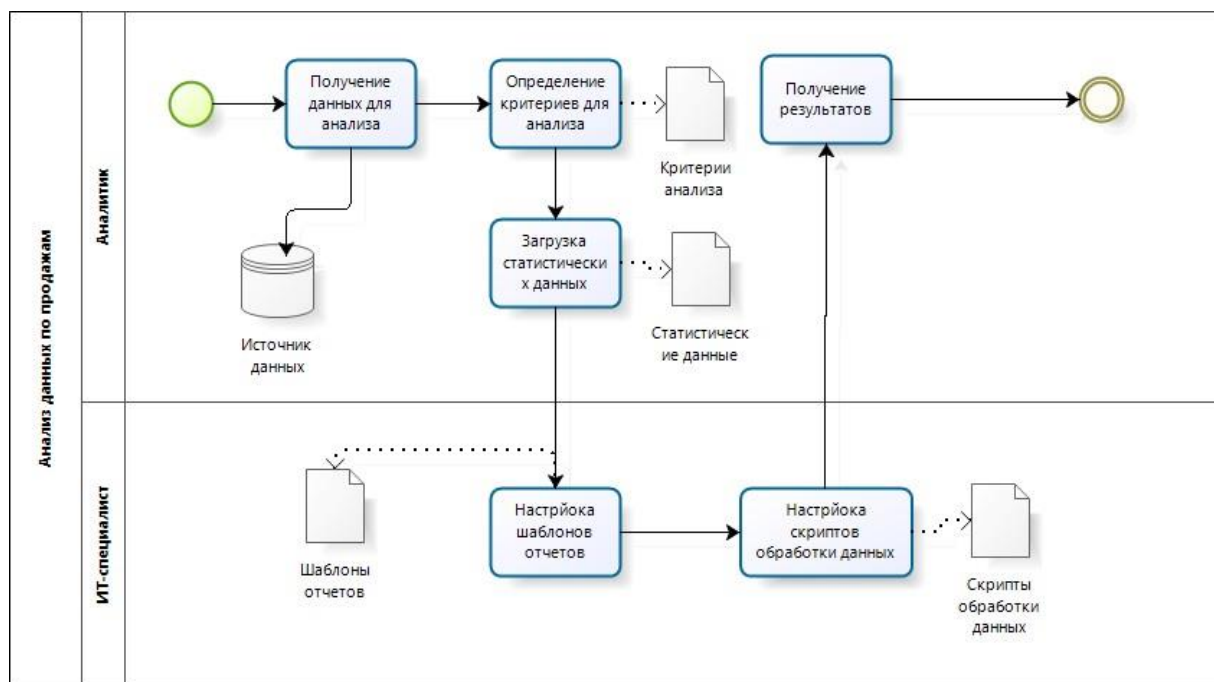 Анализ данных по продажам
Аналитик
Получение
данных для
анализа
Определение
критериев для
анализа
Критерии
анализа
Получение
результатов
Источник
данных
Загрузка
статистически
х данных
Статистическ
ие данные
ИТ-специалист
Шаблоны
отчетов
Настрйока
шаблонов
отчетов
Настрйока
скриптов
обработки данных
Скрипты
обработки
данных